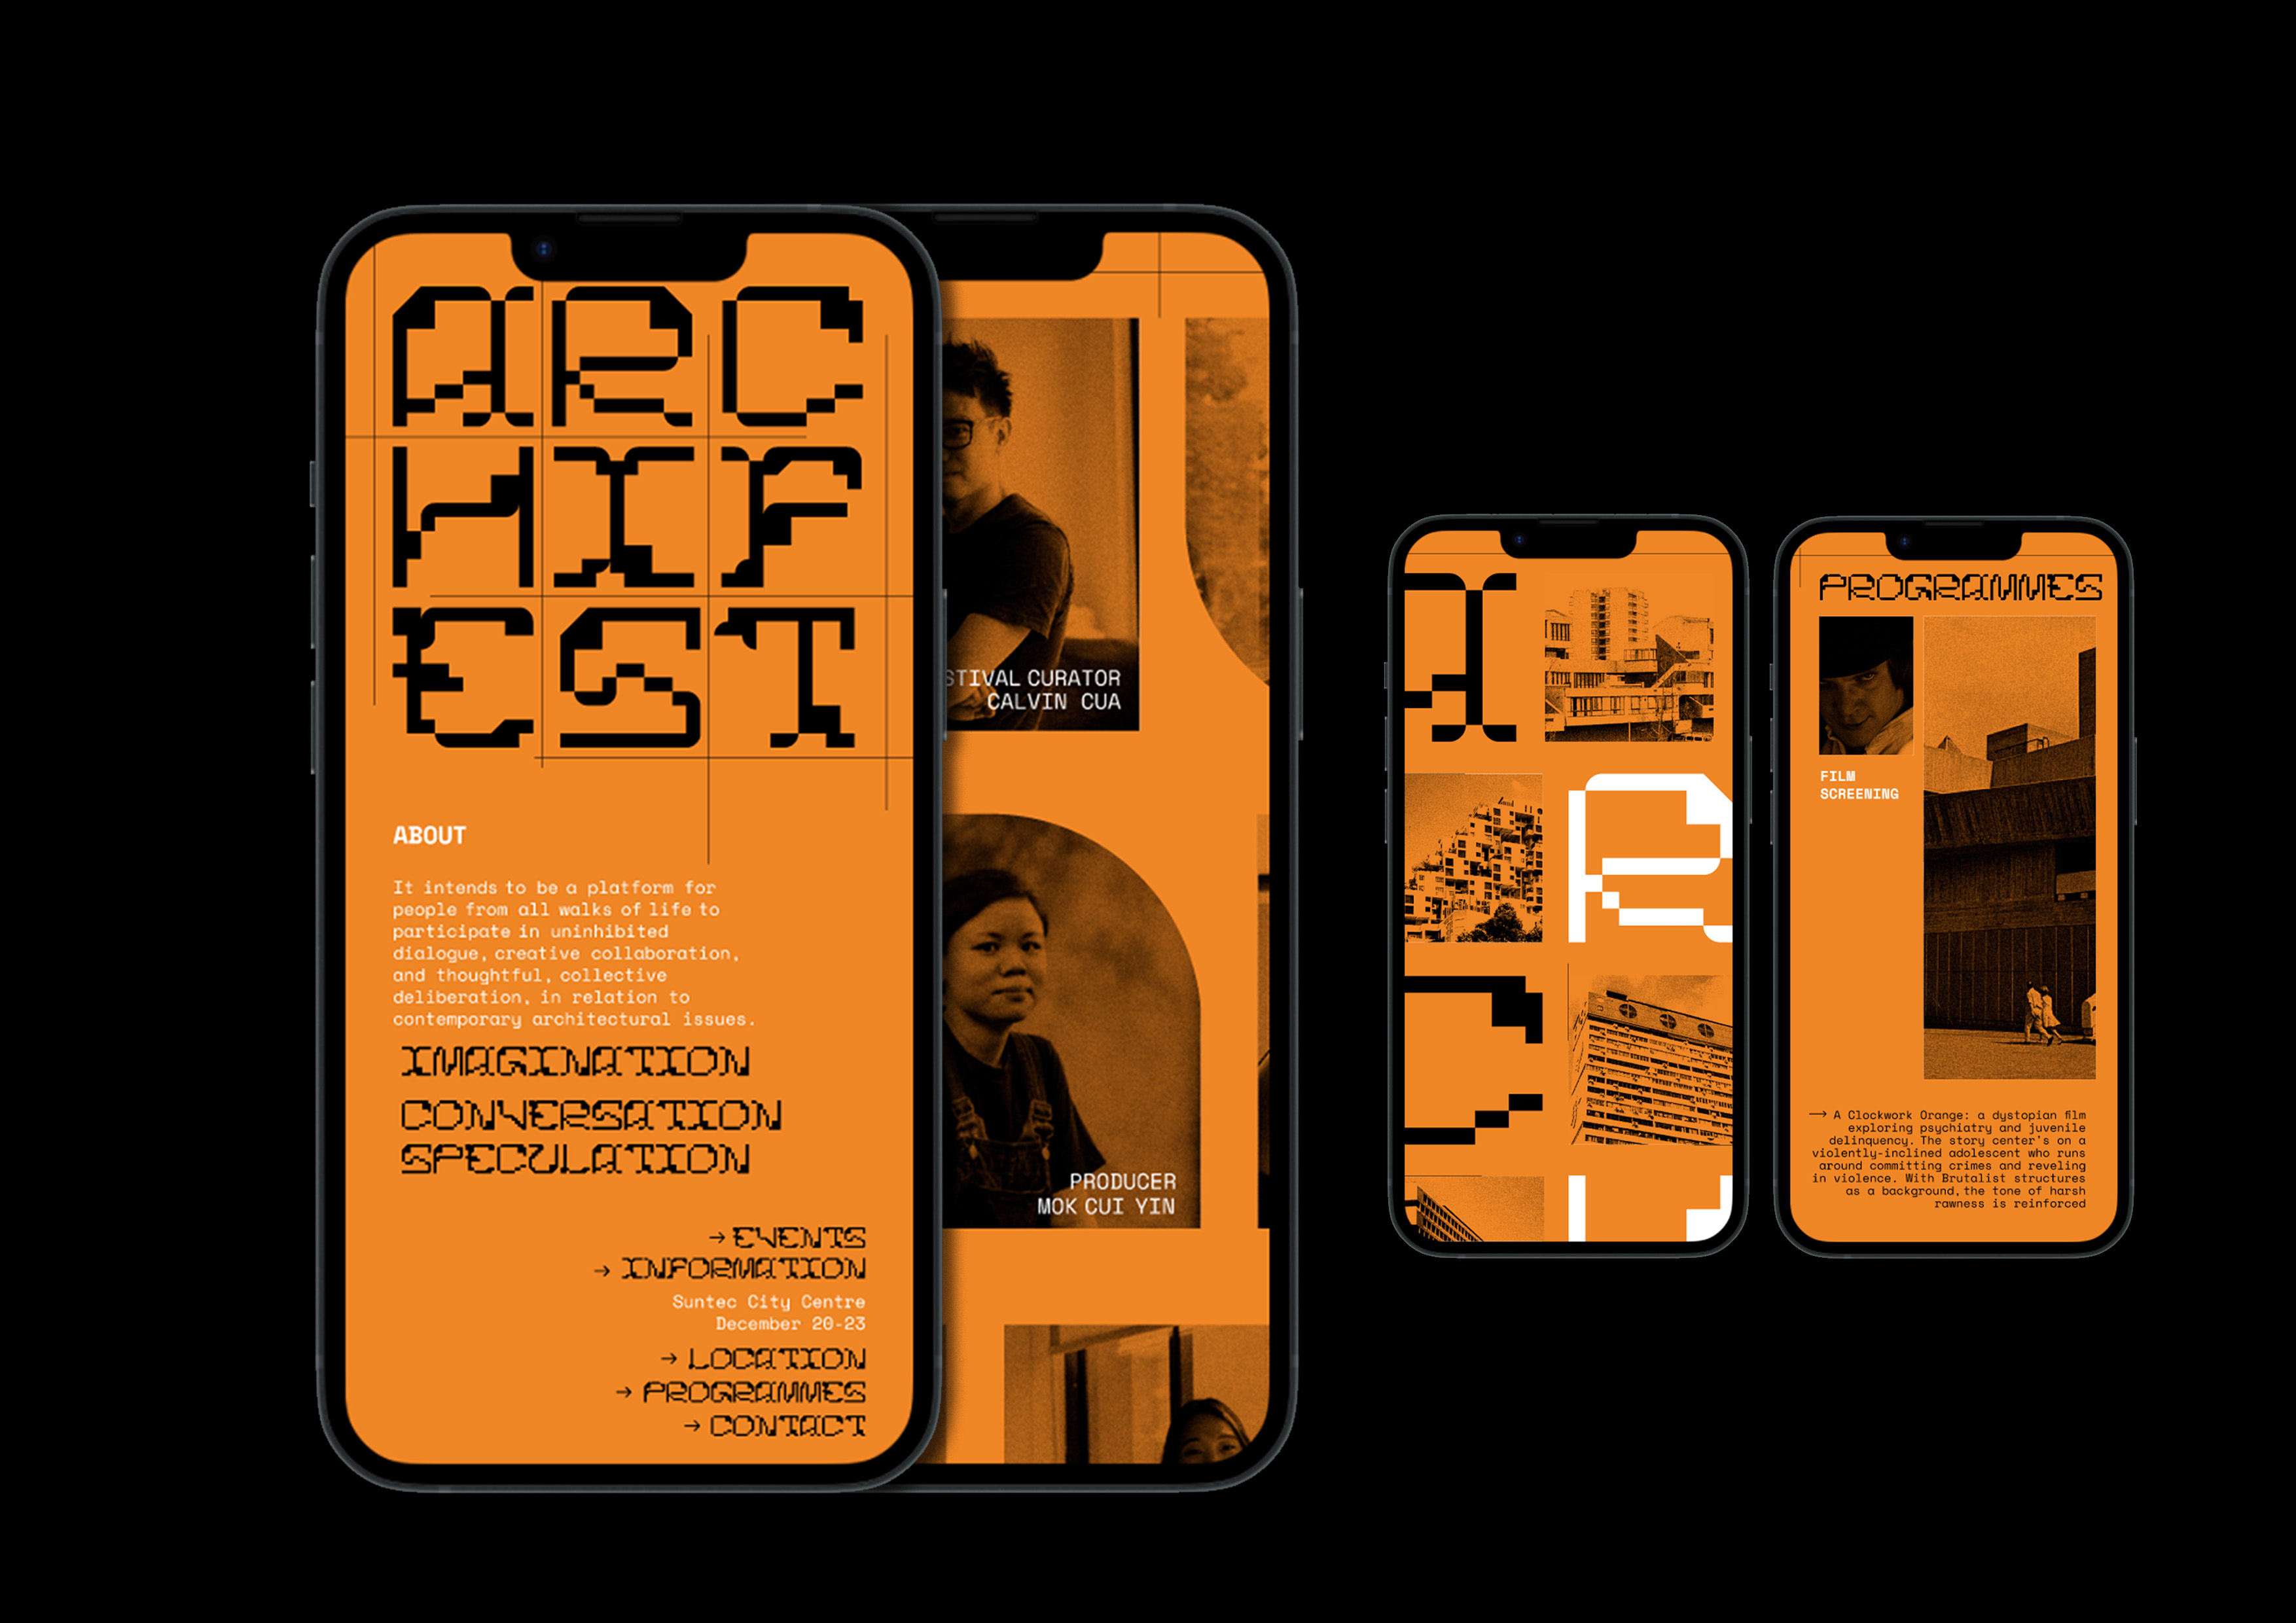 ARC
HIF
EST
ABOUT
It intends to be a platform for
people from all walks of life to
participate in uninhibited
dialogue, creative collaboration,
and thoughtful, collective
deliberation, in relation to
contemporary architectural issues.
IMAGINATION
CONVERSATION
SPECULATION
→ EVENTS
→ INFORMATION
Suntec City Centre
December 20-23
→ LOCATION
→ PROGRAMMES
→ CONTACT
STIVAL CURATOR
CALVIN CUA
PRODUCER
MOK CUI YIN
A
R
C
PROGRAMMES
FILM
SCREENING
→ A Clockwork Orange: a dystopian film
exploring psychiatry and juvenile
delinquency. The story center's on a
violently-inclined adolescent who runs
around committing crimes and reveling
in violence. With Brutalist structures
as a background, the tone of harsh
rawness is reinforced